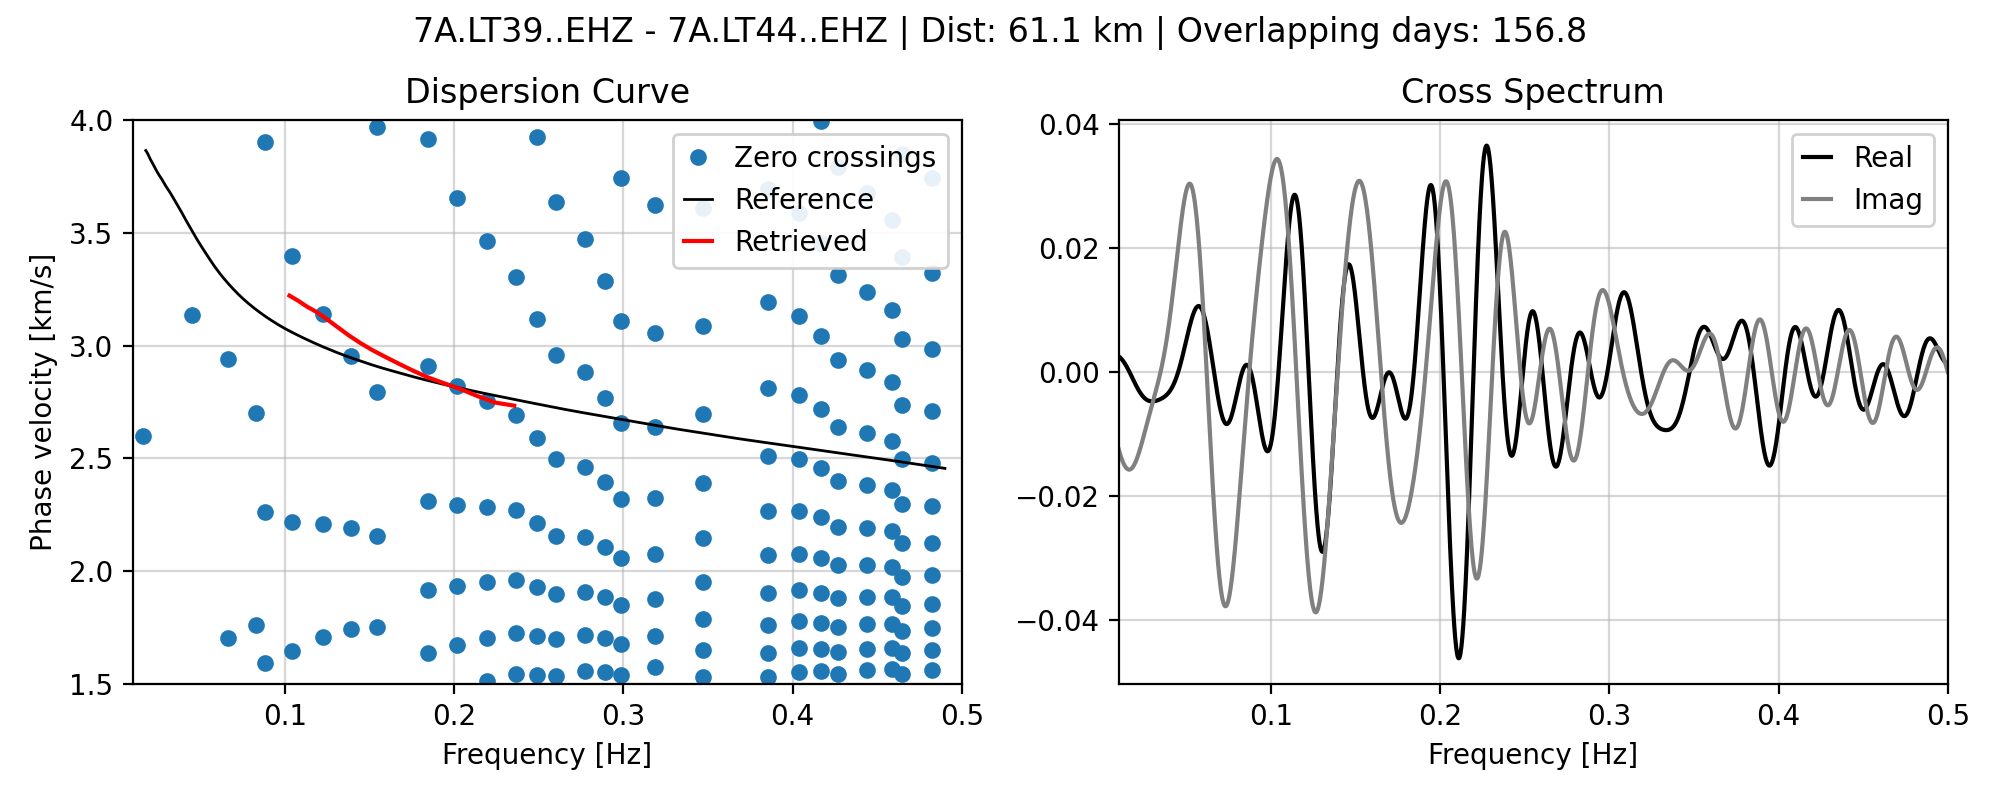 7A.LT39..EHZ - 7A.LT44..EHZ | Dist: 61.1 km | Overlapping days: 156.8
Dispersion Curve
4.0
3.5
3.0
2.5
2.0
1.5
Phase velocity [km/s]
0.1
0.2
0.3
0.4
0.5
Frequency [Hz]
Zero crossings
Reference
Retrieved
Cross Spectrum
0.04
0.02
0.00
−0.02
−0.04
0.1
0.2
0.3
0.4
0.5
Frequency [Hz]
Real
Imag